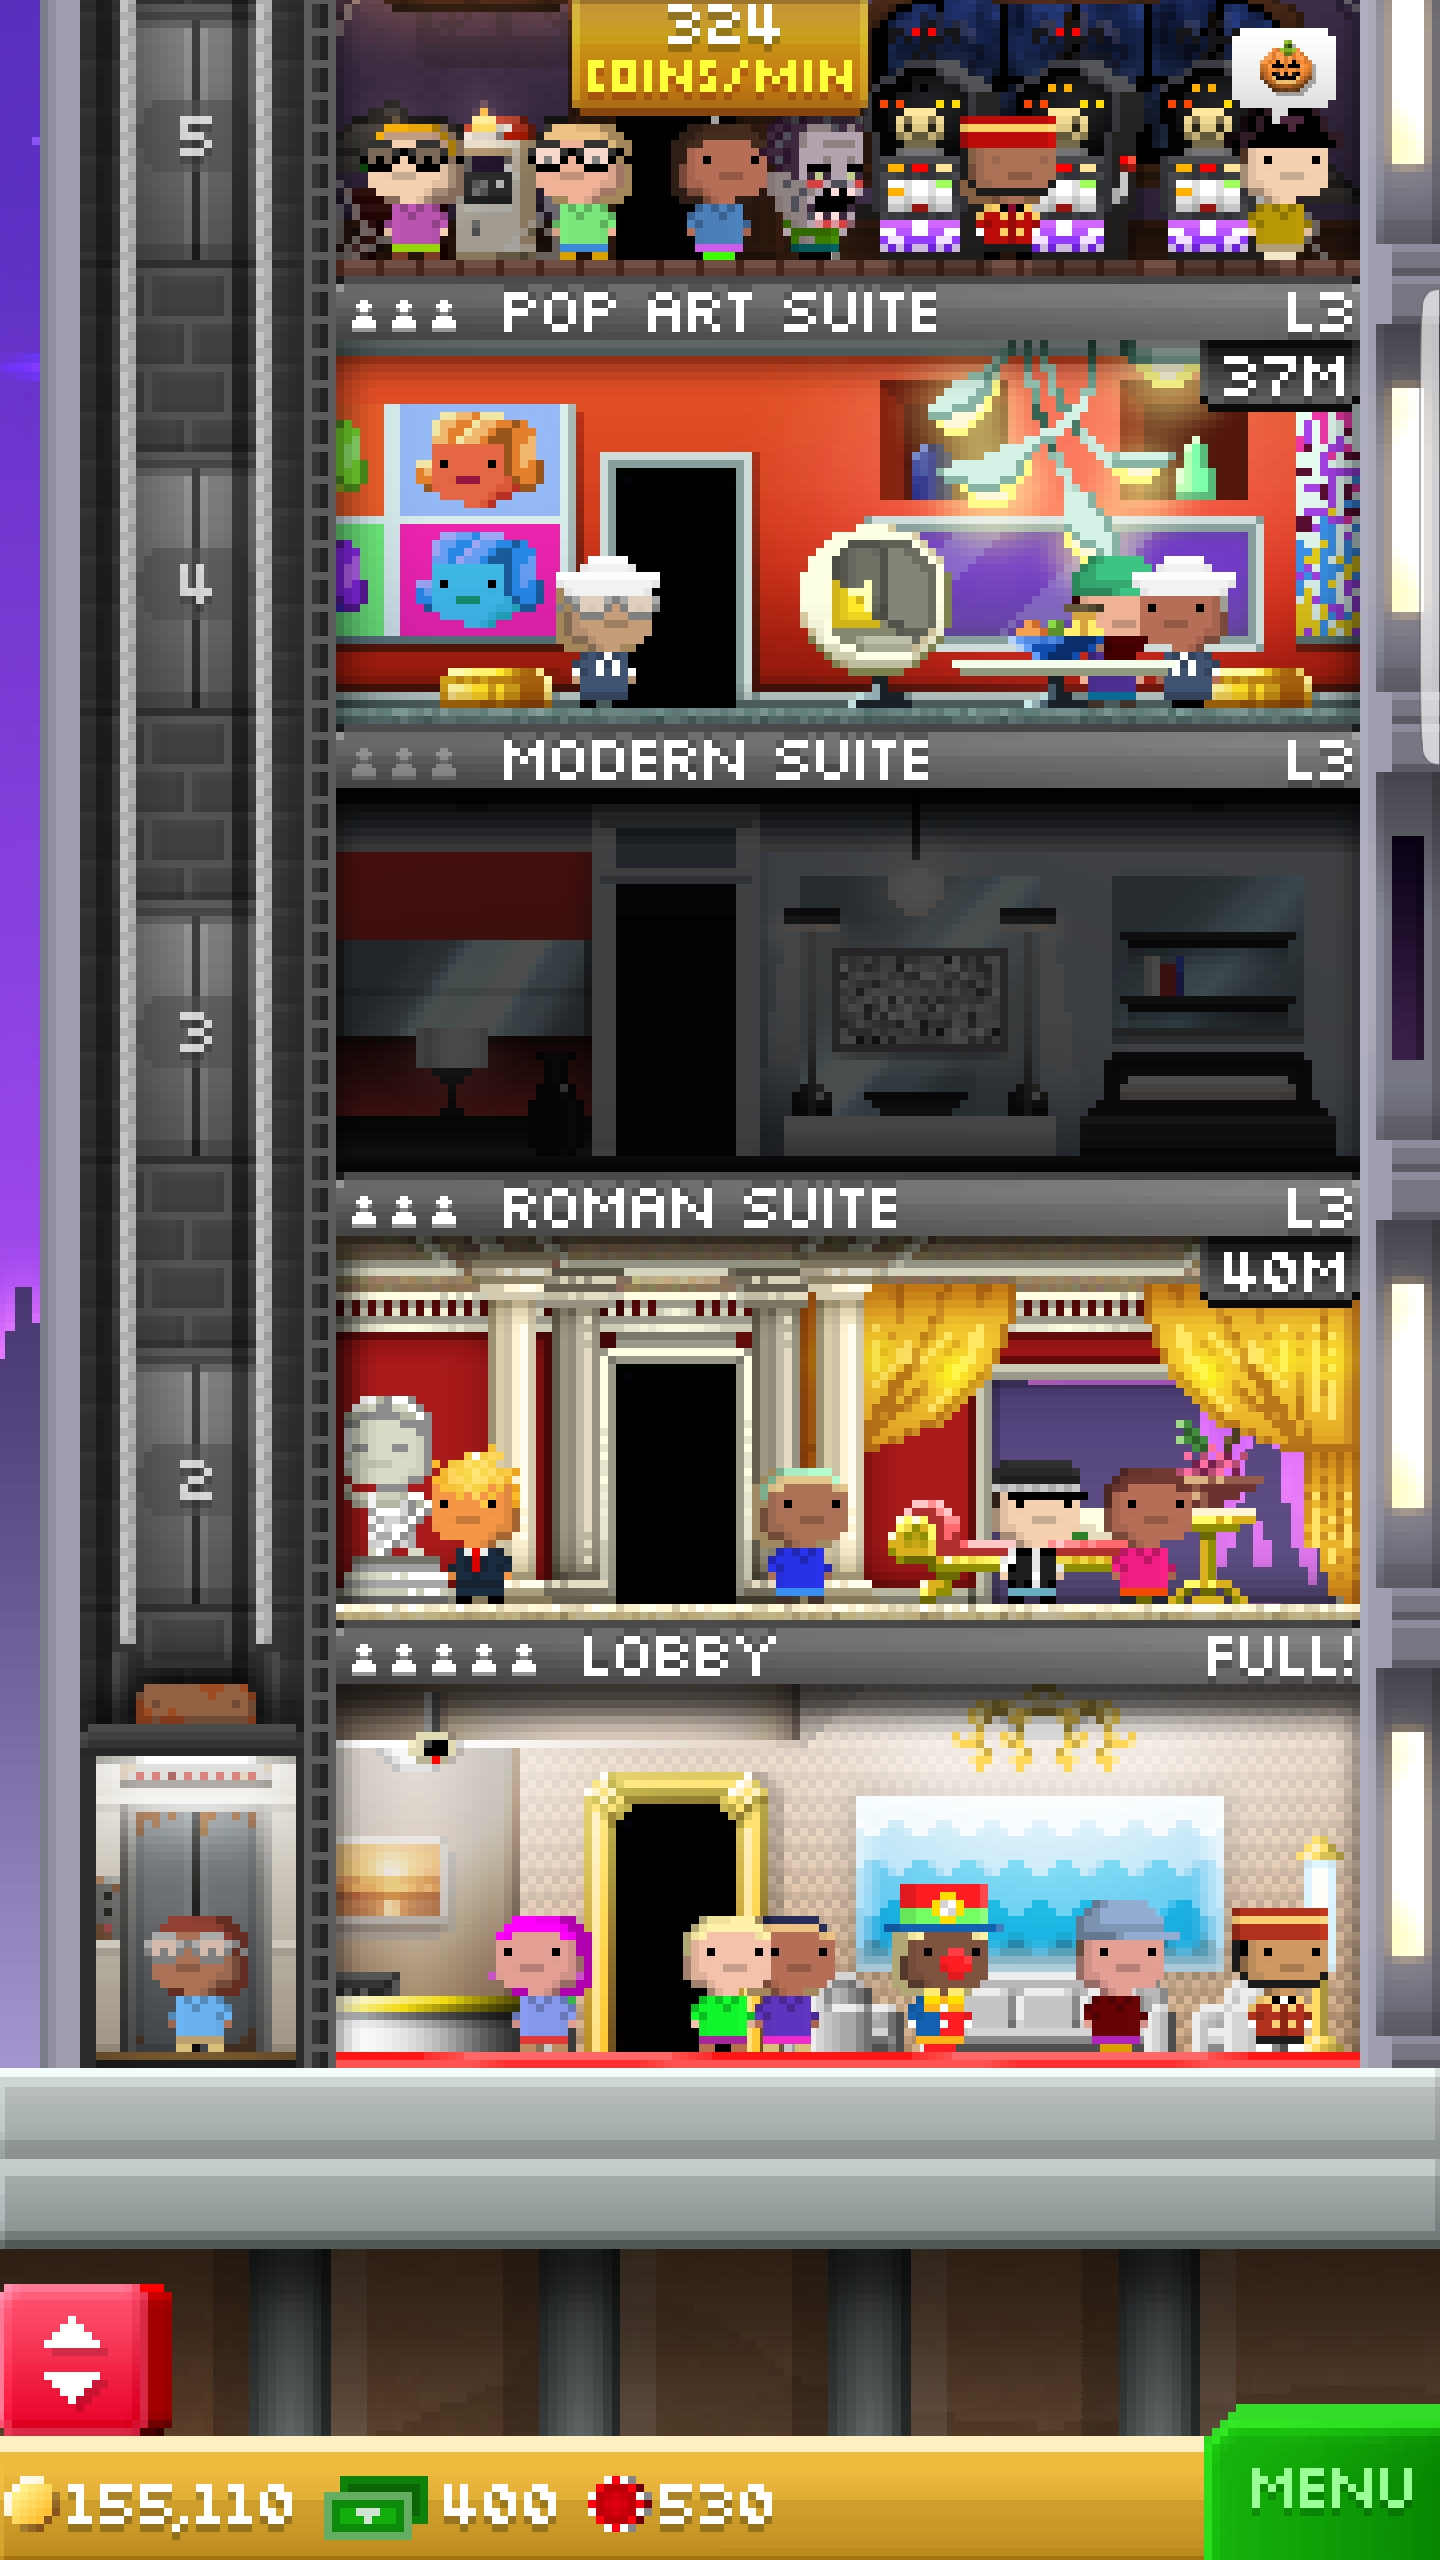 324
COINS/MIN
5
POP ART SUITE L3
37M
4
MODERN SUITE L3
3
ROMAN SUITE L3
40M
2
LOBBY FULL!
155,110 400 530
MENU